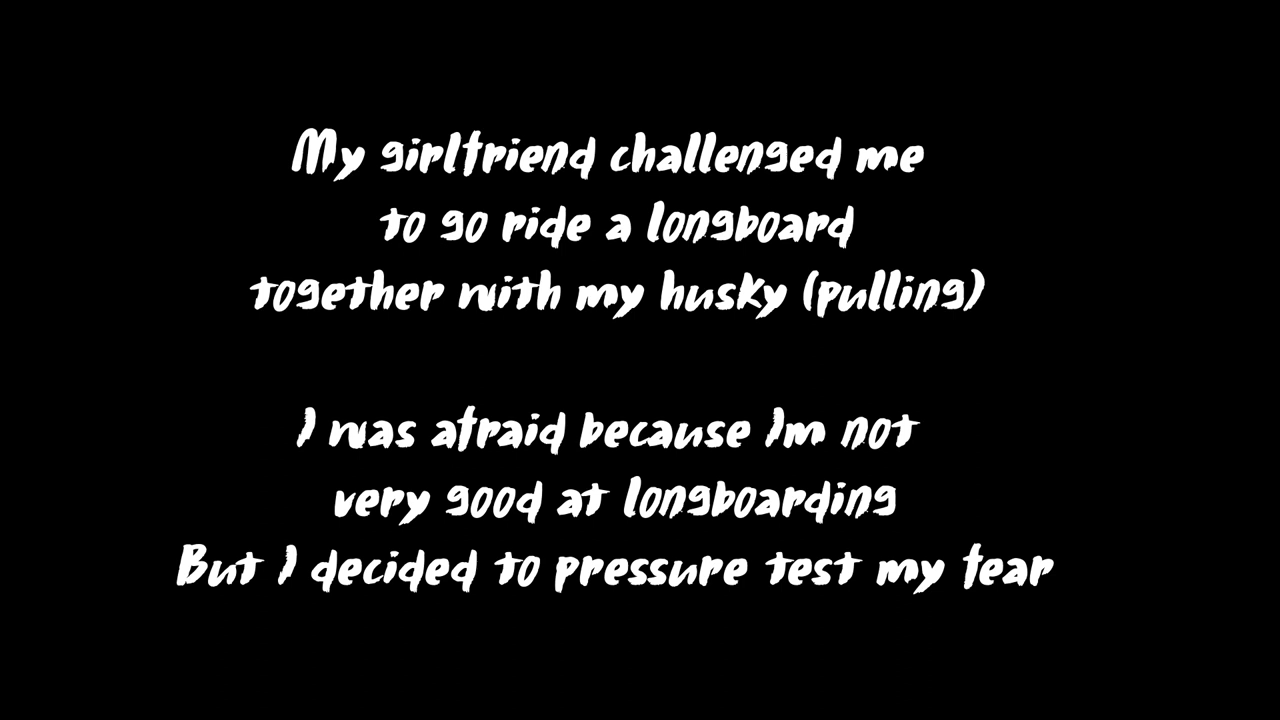 My girlfriend challenged me
to go ride a longboard
together with my husky (pulling)
I was afraid because Im not
very good at longboarding
But I decided to pressure test my fear